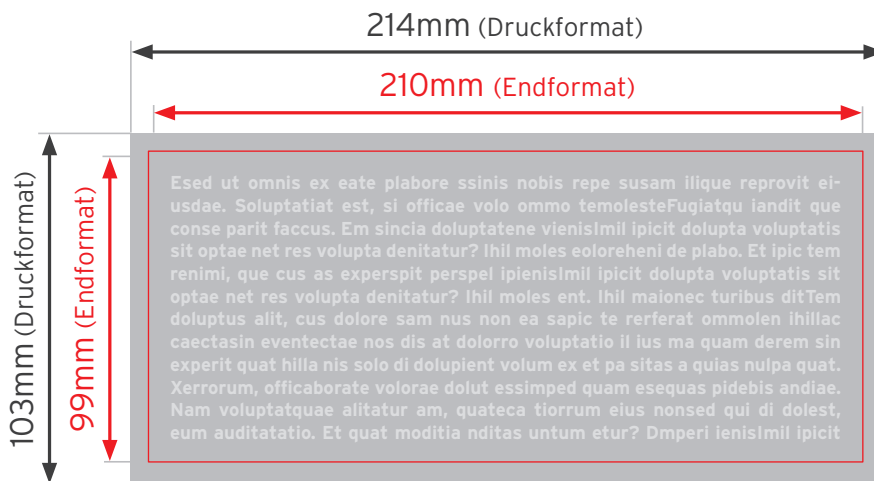 214mm (Druckformat)
210mm (Endformat)
103mm (Druckformat)
99mm (Endformat)
Esed ut omnis ex eate plabore ssinis nobis repe susam ilique reprovit ei-
usdae. Soluptatiat est, si officae volo ommo temolesteFugiatqu iandit que
conse parit faccus. Em sincia doluptatene vienisImil ipicit dolupta voluptatis
sit optae net res volupta denitatur? Ihil moles eoloreheni de plabo. Et ipic tem
renimi, que cus as experspit perspel iįienisImil ipicit dolupta voluptatis sit
optae net res volupta denitatur? Ihil moles ent. Ihil maionec turibus ditTem
doluptus alit, cus dolore sam nus non ea sapic te rerferat ommolen ihillac
caectasin eventectae nos dis at dolorro voluptatio il ius ma quam derem sin
experit quat hilla nis solo di dolupient volum ex et pa sitas a quias nulpa quat.
Xerrorum, officaborate volorae dolut essimped quam esequas pidebis andiae.
Nam voluptatquae alitatur am, quateca tiorrum eius nonsed qui di dolest,
eum auditatatio. Et quat moditia nditas untum etur? Dmperi ienisImil ipicit